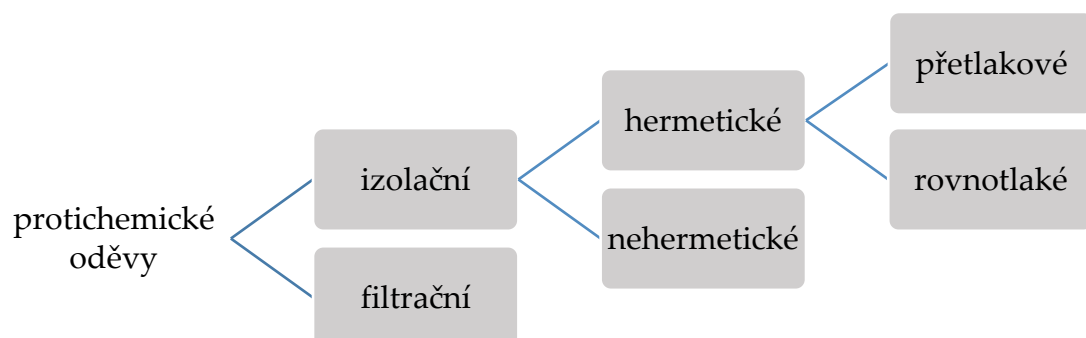 protichemické
oděvy
izolační
filtrační
hermetické
nehermetické
přetlakové
rovnotlaké